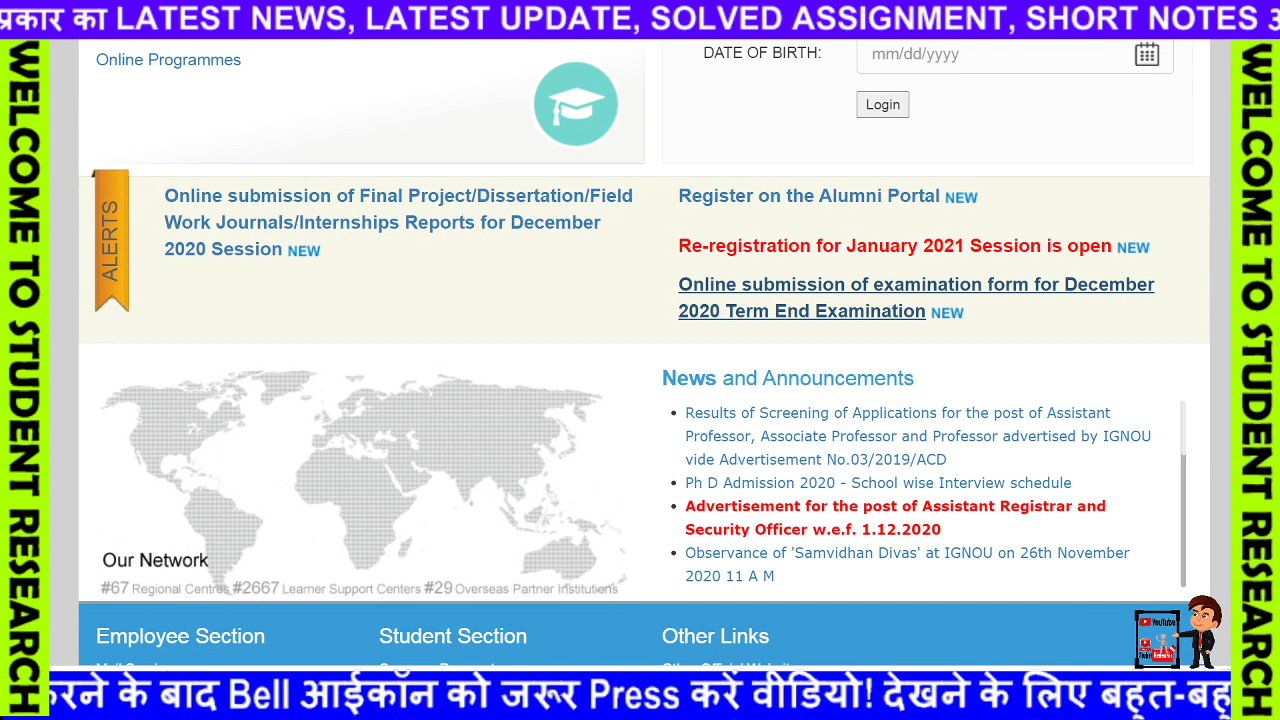 प्रकार का LATEST NEWS, LATEST UPDATE, SOLVED ASSIGNMENT, SHORT NOTES
WELCOME TO STUDENT RESEARCH
Online Programmes
DATE OF BIRTH:
mm/dd/yyyy
Login
ALERTS
Online submission of Final Project/Dissertation/Field
Work Journals/Internships Reports for December
2020 Session NEW
Register on the Alumni Portal NEW
Re-registration for January 2021 Session is open NEW
Online submission of examination form for December
2020 Term End Examination NEW
News and Announcements
Results of Screening of Applications for the post of Assistant
Professor, Associate Professor and Professor advertised by IGNOU
vide Advertisement No.03/2019/ACD
Ph D Admission 2020 - School wise Interview schedule
Advertisement for the post of Assistant Registrar and
Security Officer w.e.f. 1.12.2020
Observance of 'Samvidhan Divas' at IGNOU on 26th November
2020 11 A M
Our Network
#67 Regional Centres #2667 Learner Support Centers #29 Overseas Partner Institutions
Employee Section
Student Section
Other Links
YouTube
WELCOME TO STUDENT RESEARCH
करने के बाद Bell आईकॉन को जरूर Press करें वीडियो! देखने के लिए बहुत-बहु